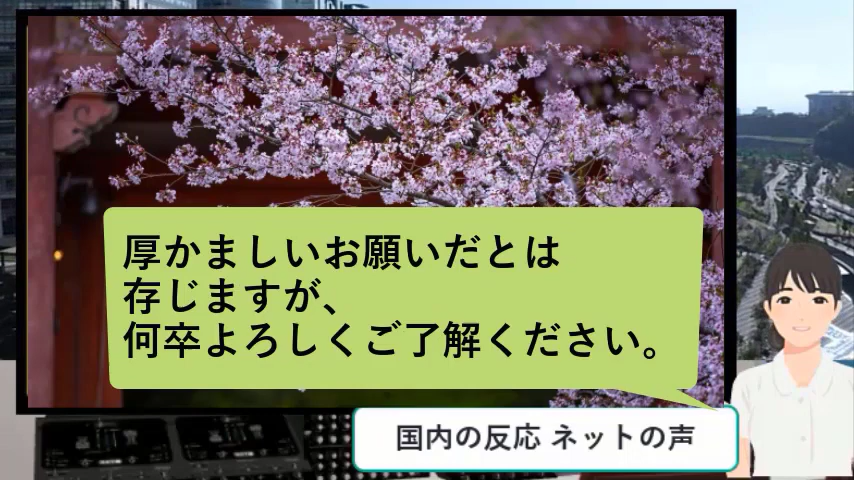 厚かましいお願いだとは
存じますが、
何卒よろしくご了解ください。
国内の反応 ネットの声